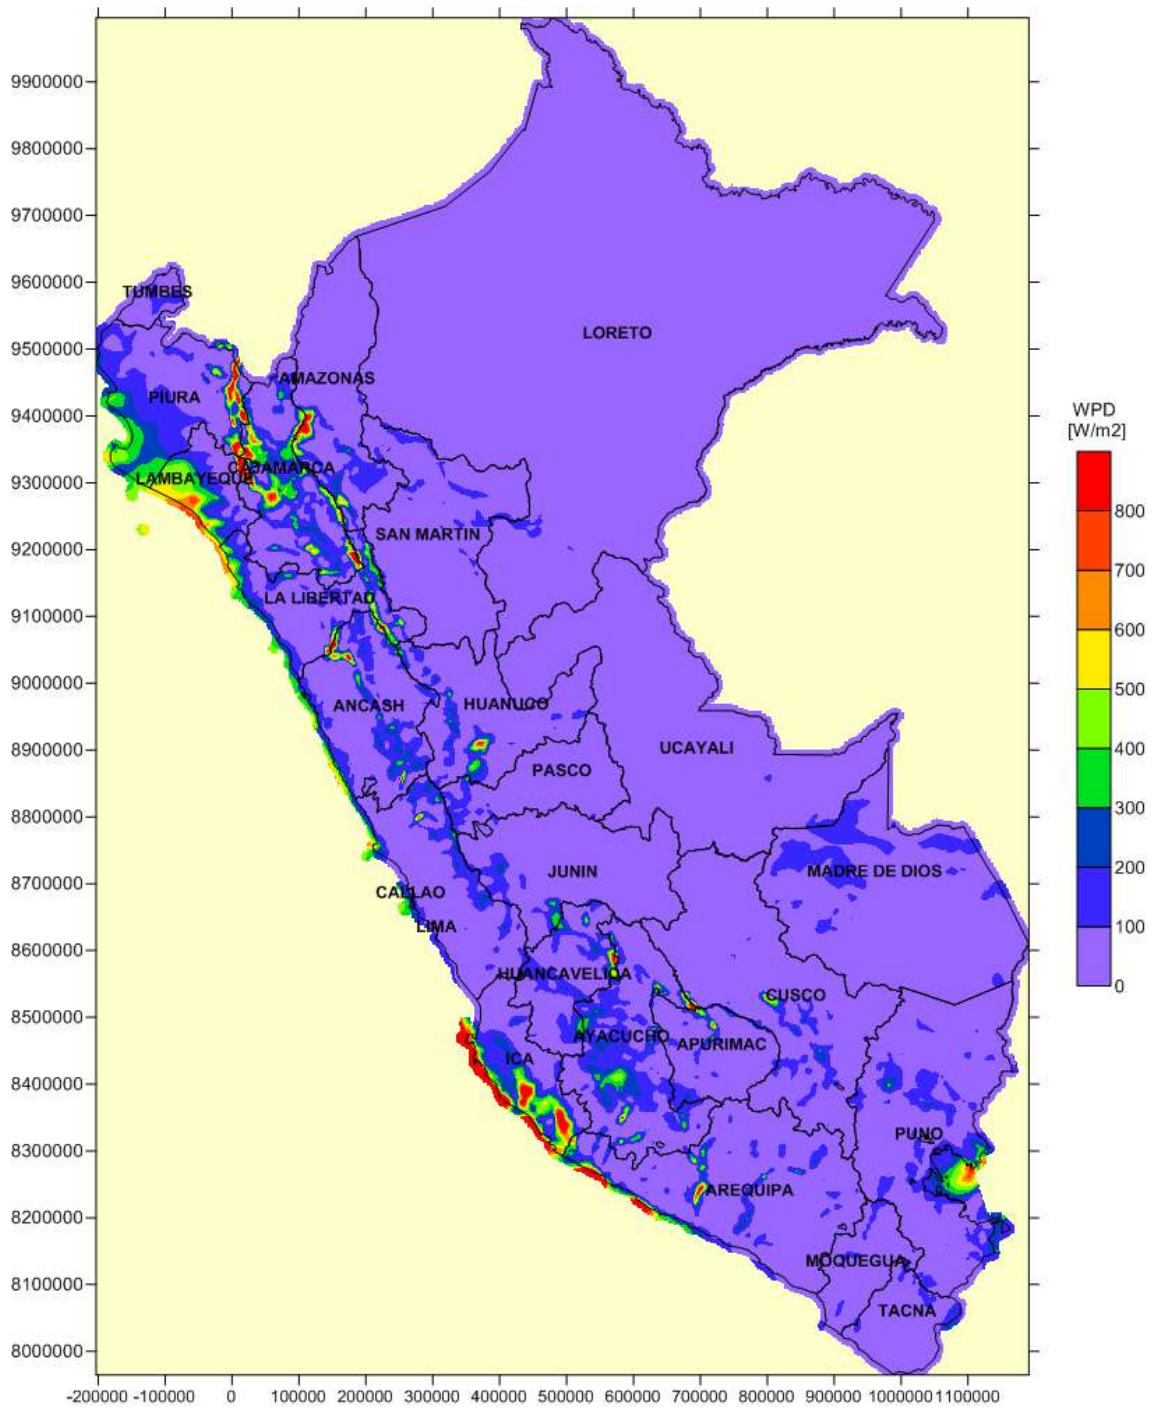 9900000
9800000
9700000
9600000
9500000
9400000
9300000
9200000
9100000
9000000
8900000
8800000
8700000
8600000
8500000
8400000
8300000
8200000
8100000
8000000
TUMBES
LORETO
AMAZONAS
PIURA
CAJAMARCA
LAMBAYEQUE
SAN MARTIN
LA LIBERTAD
ANCASH
HUANUCO
UCAYALI
PASCO
JUNIN
MADRE DE DIOS
CALLAO
LIMA
HUANCAVELICA
CUSCO
AYACUCHO
APURIMAC
ICA
PUNO
AREQUIPA
MOQUEGUA
TACNA
-200000 -100000 0 100000 200000 300000 400000 500000 600000 700000 800000 900000 1000000 1100000
WPD
[W/m2]
800
700
600
500
400
300
200
100
0